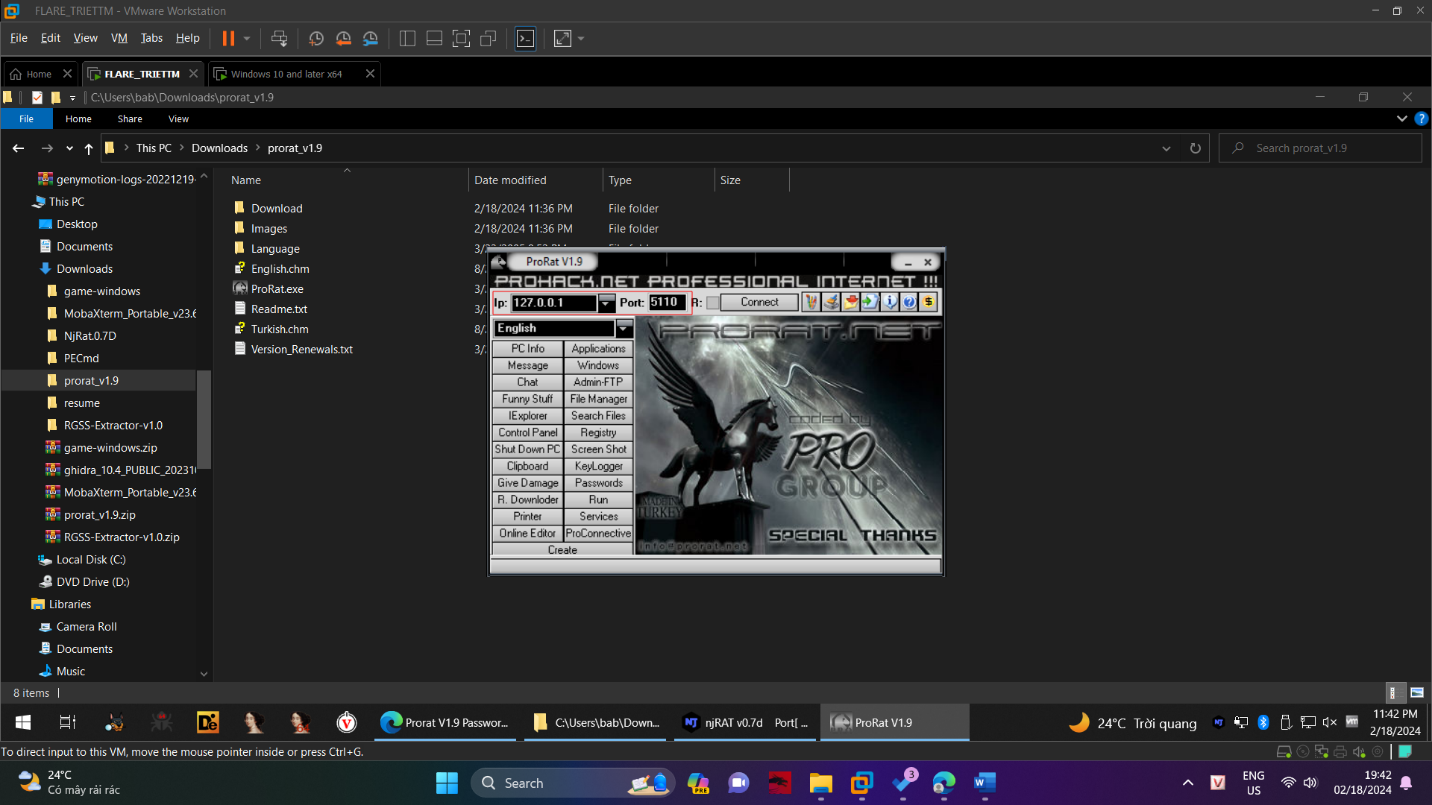 FLARE_TRIETTM - VMware Workstation
File Edit View VM Tabs Help
Home FLARE_TRIETTM Windows 10 and later x64
C:\Users\bab\Downloads\prorat_v1.9
File Home Share View
This PC Downloads prorat_v1.9 Search prorat_v1.9
Name Date modified Type Size
genymotion-logs-20221219-
This PC
Desktop
Documents
Downloads
game-windows
MobaXterm_Portable_v23.6
NjRat.0.7D
PECmd
prorat_v1.9
resume
RGSS-Extractor-v1.0
game-windows.zip
ghidra_10.4_PUBLIC_202310
MobaXterm_Portable_v23.6
prorat_v1.9.zip
RGSS-Extractor-v1.0.zip
Local Disk (C:)
DVD Drive (D:)
Libraries
Camera Roll
Documents
Music
Download 2/18/2024 11:36 PM File folder
Images 2/18/2024 11:36 PM File folder
Language
English.chm 8/
ProRat.exe 3/
Readme.txt 3/
Turkish.chm 8/
Version_Renewals.txt 3/
ProRat V1.9
PROHACK.NET PROFESSIONAL INTERNET !!!
Ip: 127.0.0.1 Port: 5110 R: Connect
English
PC Info Applications
Message Windows
Chat Admin-FTP
Funny Stuff File Manager
IExplorer Search Files
Control Panel Registry
Shut Down PC Screen Shot
Clipboard KeyLogger
Give Damage Passwords
R. Downloder Run
Printer Services
Online Editor ProConnective
Create
PRORAT.NET
coded by
PRO
GROUP
MADE IN
TURKEY
SPECIAL THANKS
info@prorat.net
8 items
Prorat V1.9 Passwor... C:\Users\bab\Down... njRAT v0.7d Port[ ... ProRat V1.9 24°C Trời quang 11:42 PM
2/18/2024
To direct input to this VM, move the mouse pointer inside or press Ctrl+G.
24°C
Có mây rải rác
Search
PRE
3
ENG
US
19:42
02/18/2024